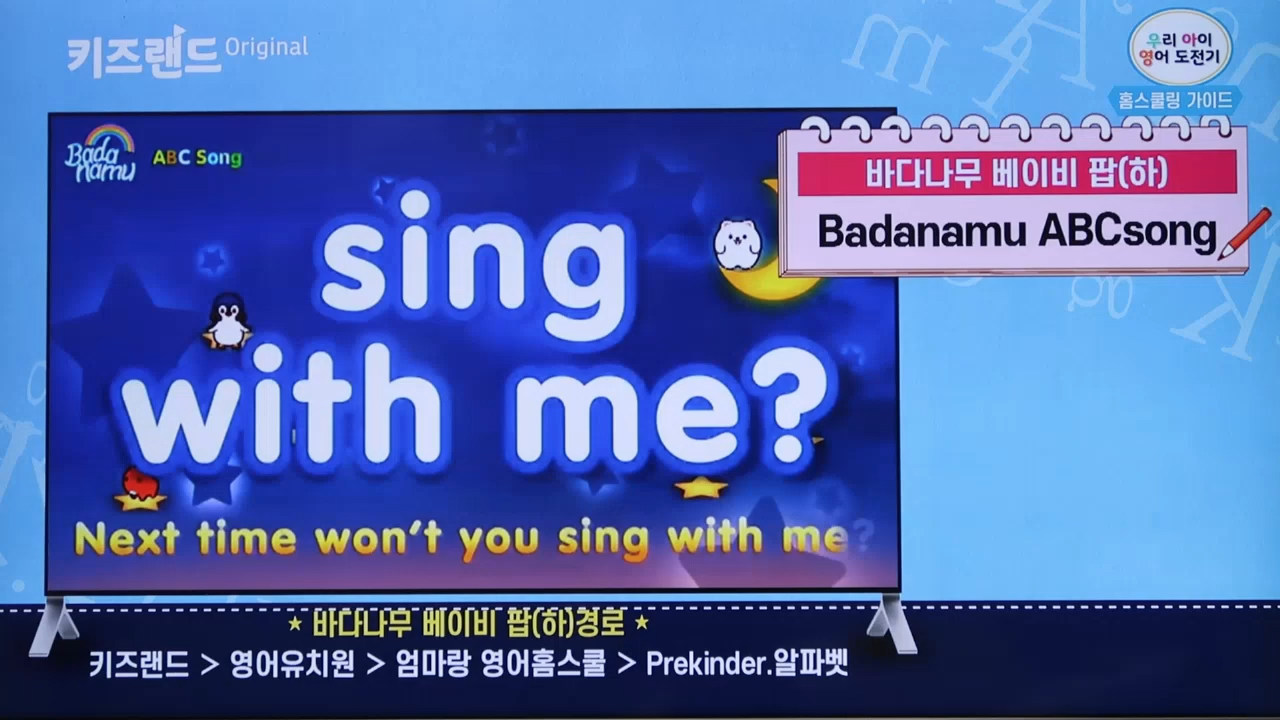 키즈랜드 Original
우리 아이
영어 도전기
홈스쿨링 가이드
Bada
namu
ABC Song
바다나무 베이비 팝(하)
Badanamu ABCsong
sing
with me?
Next time won't you sing with me?
★ 바다나무 베이비 팝(하)경로 ★
키즈랜드 > 영어유치원 > 엄마랑 영어홈스쿨 > Prekinder.알파벳